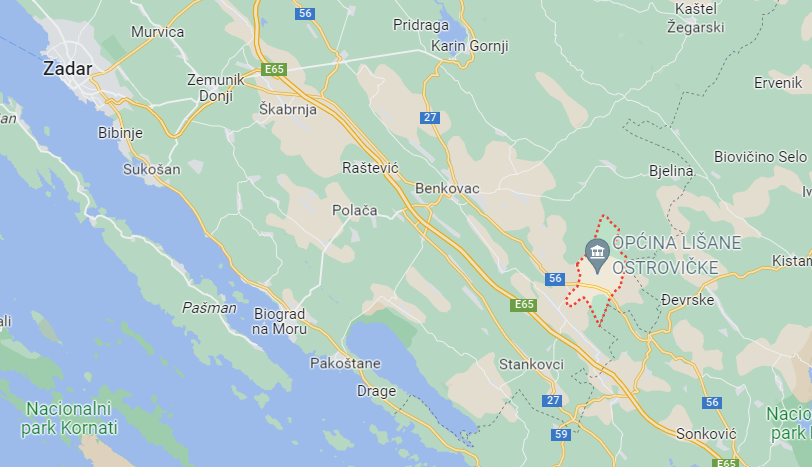 56
Kaštel
Žegarski
Pridraga
Murvica
Karin Gornji
Zadar
E65
Zemunik
Donji
Ervenik
Škabrnja
27
Bibinje
Biovičino Selo
Raštević
Sukošan
Bjelina
Benkovac
Polača
OPĆINA LIŠANE
OSTROVIČKE
Kistan
56
Pašman
E65
Đevrske
Biograd
na Moru
Pakoštane
Stankovci
Drage
27
56
Nacionalni
park Kornati
Nacio
park
59
Sonković
E65